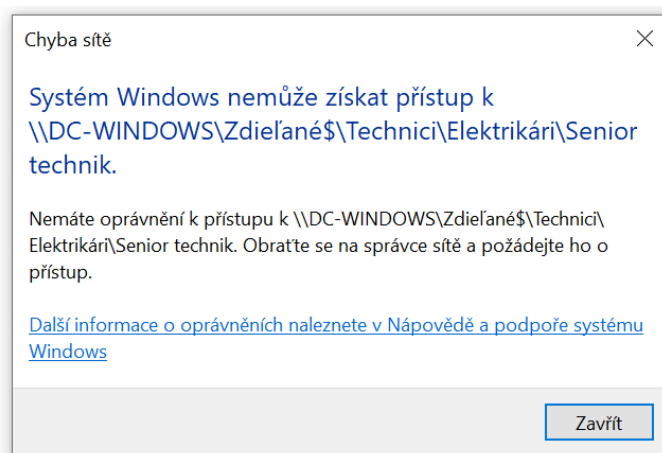 Chyba sítě
Systém Windows nemůže získat přístup k
\\DC-WINDOWS\Zdieľané$\Technici\Elektrikári\Senior
technik.
Nemáte oprávnění k přístupu k \\DC-WINDOWS\Zdieľané$\Technici\
Elektrikári\Senior technik. Obraťte se na správce sítě a požádejte ho o
přístup.
Další informace o oprávněních naleznete v Nápovědě a podpoře systému
Windows
Zavřít